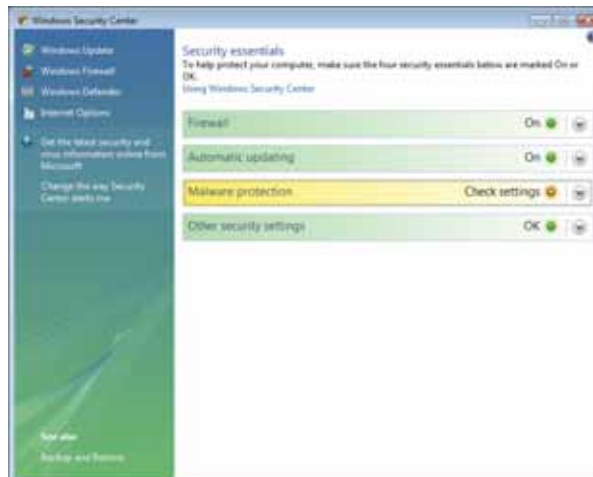 Windows Security Center
Windows Update
Windows Firewall
Windows Defender
Internet Options
Get the latest security and
virus information online from
Microsoft
Change the way Security
Center alerts me
See also
Backup and Restore
Security essentials
To help protect your computer, make sure the four security essentials below are marked On or
OK.
Using Windows Security Center
Firewall On
Automatic updating On
Malware protection Check settings
Other security settings OK